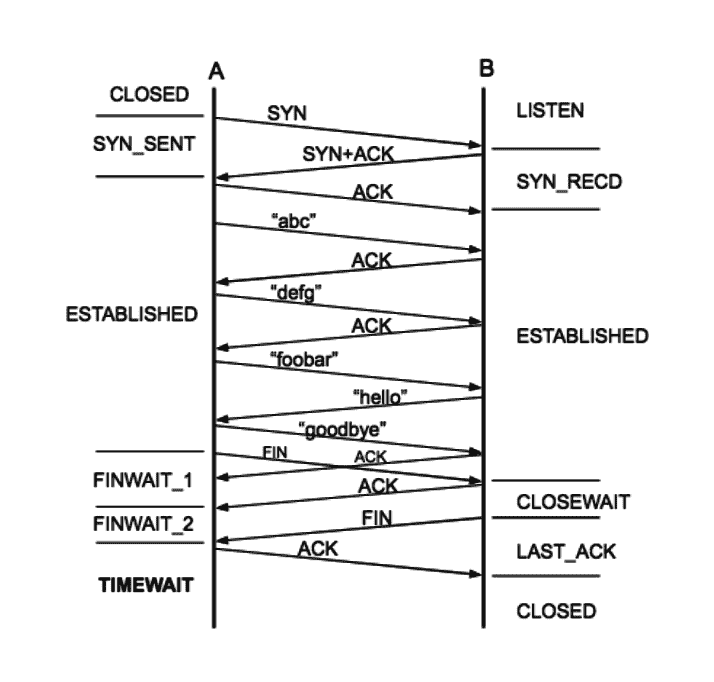 A
B
CLOSED
LISTEN
SYN
SYN_SENT
SYN+ACK
SYN_RECD
ACK
“abc”
ACK
“defg”
ESTABLISHED
ACK
ESTABLISHED
“foobar”
“hello”
“goodbye”
FIN
ACK
FINWAIT_1
ACK
CLOSEWAIT
FINWAIT_2
FIN
ACK
LAST_ACK
TIMEWAIT
CLOSED